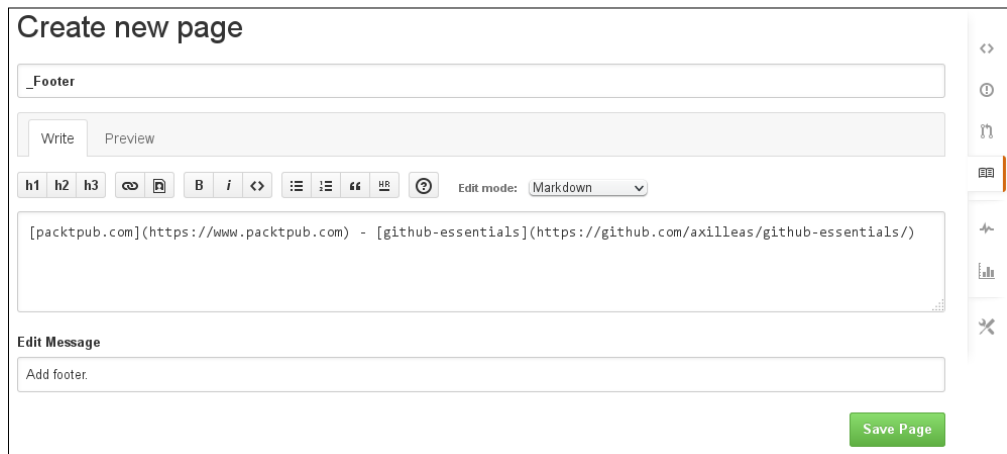 Create new page
_Footer
Write Preview
h1 h2 h3 B i <> “ HR ? Edit mode: Markdown
[packtpub.com](https://www.packtpub.com) - [github-essentials](https://github.com/axilleas/github-essentials/)
Edit Message
Add footer.
Save Page